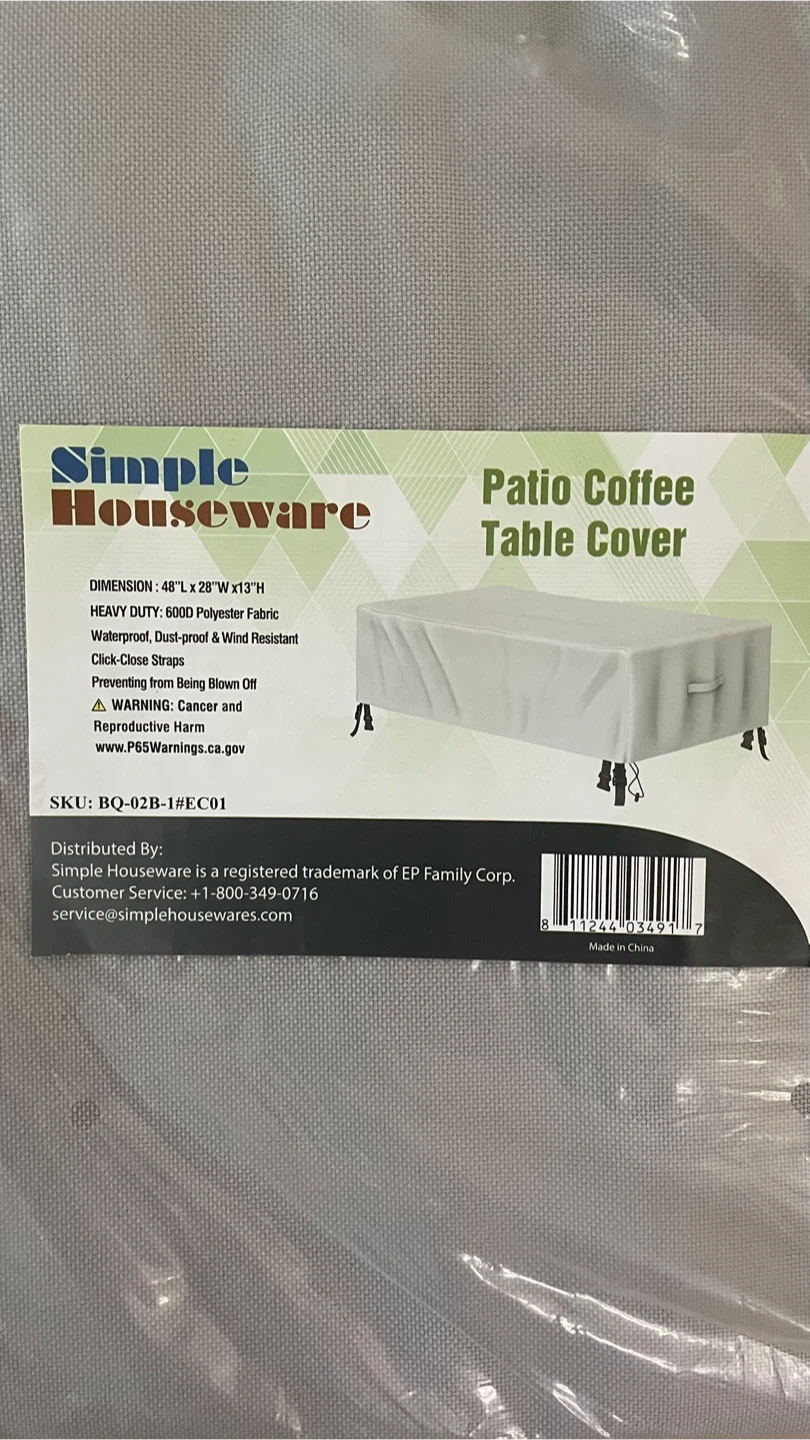 Simple
Houseware
Patio Coffee
Table Cover
DIMENSION : 48"L x 28"W x13"H
HEAVY DUTY: 600D Polyester Fabric
Waterproof, Dust-proof & Wind Resistant
Click-Close Straps
Preventing from Being Blown Off
⚠ WARNING: Cancer and
Reproductive Harm
www.P65Warnings.ca.gov
SKU: BQ-02B-1#EC01
Distributed By:
Simple Houseware is a registered trademark of EP Family Corp.
Customer Service: +1-800-349-0716
service@simplehousewares.com
8 11244 03491 7
Made in China